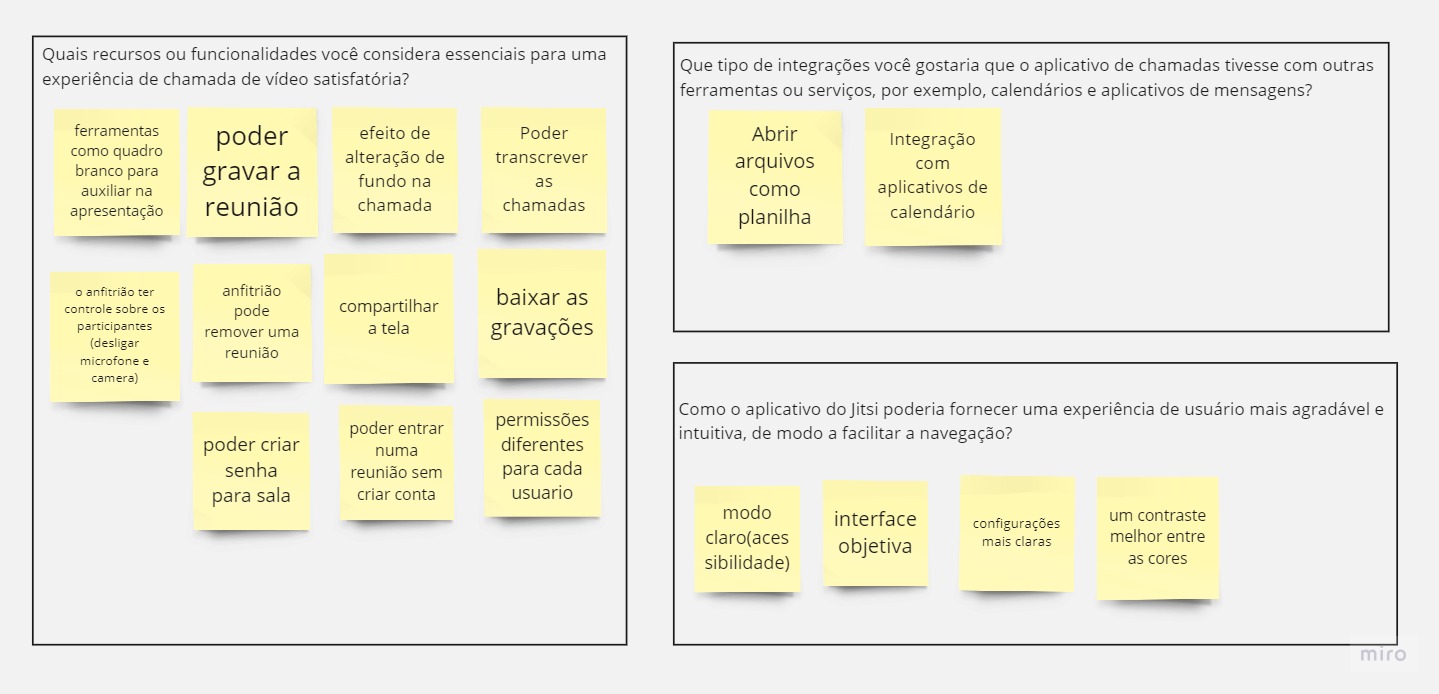 Quais recursos ou funcionalidades você considera essenciais para uma
experiência de chamada de vídeo satisfatória?
ferramentas
como quadro
branco para
auxiliar na
apresentação
poder
gravar a
reunião
efeito de
alteração de
fundo na
chamada
Poder
transcrever
as
chamadas
o anfitrião ter
controle sobre os
participantes
(desligar
microfone e
camera)
anfitrião
pode
remover uma
reunião
compartilhar
a tela
baixar as
gravações
poder criar
senha
para sala
poder entrar
numa
reunião sem
criar conta
permissões
diferentes
para cada
usuario
Que tipo de integrações você gostaria que o aplicativo de chamadas tivesse com outras
ferramentas ou serviços, por exemplo, calendários e aplicativos de mensagens?
Abrir
arquivos
como
planilha
Integração
com
aplicativos de
calendário
Como o aplicativo do Jitsi poderia fornecer uma experiência de usuário mais agradável e
intuitiva, de modo a facilitar a navegação?
modo
claro(aces
sibilidade)
interface
objetiva
configurações
mais claras
um contraste
melhor entre
as cores
miro